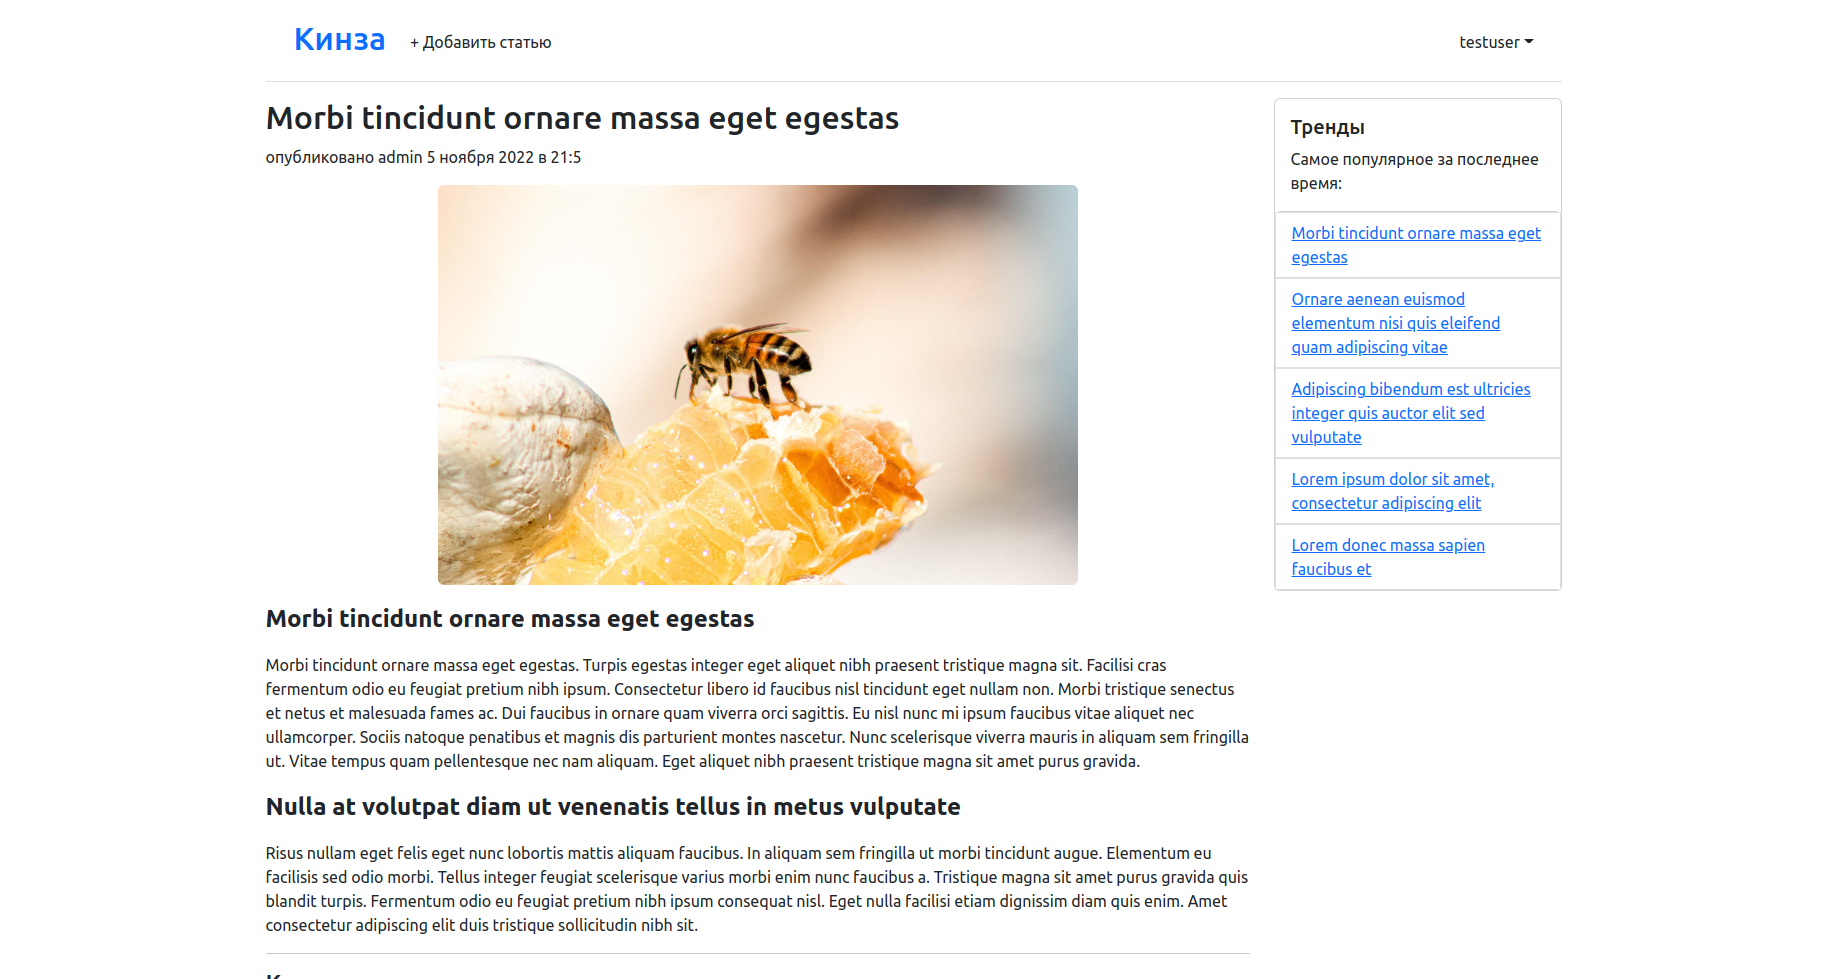 Кинза
+ Добавить статью
testuser
Morbi tincidunt ornare massa eget egestas
опубликовано admin 5 ноября 2022 в 21:5
Morbi tincidunt ornare massa eget egestas
Morbi tincidunt ornare massa eget egestas. Turpis egestas integer eget aliquet nibh praesent tristique magna sit. Facilisi cras
fermentum odio eu feugiat pretium nibh ipsum. Consectetur libero id faucibus nisl tincidunt eget nullam non. Morbi tristique senectus
et netus et malesuada fames ac. Dui faucibus in ornare quam viverra orci sagittis. Eu nisl nunc mi ipsum faucibus vitae aliquet nec
ullamcorper. Sociis natoque penatibus et magnis dis parturient montes nascetur. Nunc scelerisque viverra mauris in aliquam sem fringilla
ut. Vitae tempus quam pellentesque nec nam aliquam. Eget aliquet nibh praesent tristique magna sit amet purus gravida.
Nulla at volutpat diam ut venenatis tellus in metus vulputate
Risus nullam eget felis eget nunc lobortis mattis aliquam faucibus. In aliquam sem fringilla ut morbi tincidunt augue. Elementum eu
facilisis sed odio morbi. Tellus integer feugiat scelerisque varius morbi enim nunc faucibus a. Tristique magna sit amet purus gravida quis
blandit turpis. Fermentum odio eu feugiat pretium nibh ipsum consequat nisl. Eget nulla facilisi etiam dignissim diam quis enim. Amet
consectetur adipiscing elit duis tristique sollicitudin nibh sit.
Тренды
Самое популярное за последнее
время:
Morbi tincidunt ornare massa eget
egestas
Ornare aenean euismod
elementum nisi quis eleifend
quam adipiscing vitae
Adipiscing bibendum est ultricies
integer quis auctor elit sed
vulputate
Lorem ipsum dolor sit amet,
consectetur adipiscing elit
Lorem donec massa sapien
faucibus et